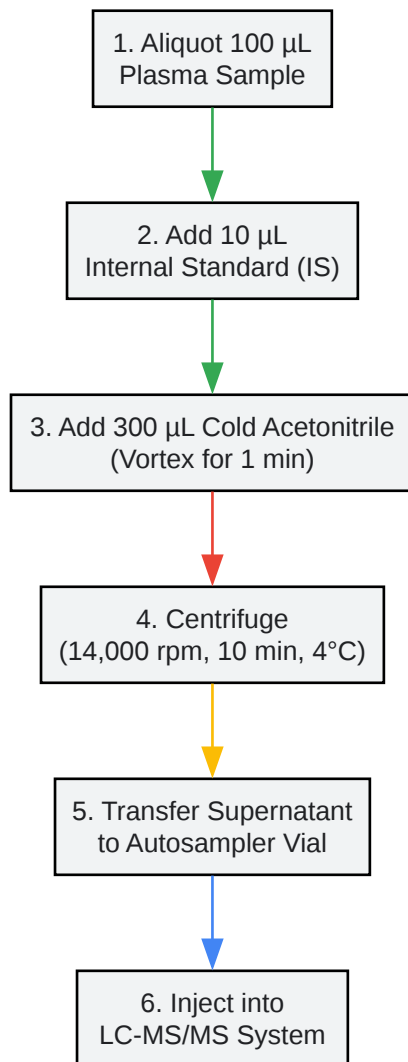 1. Aliquot 100 µL
Plasma Sample
2. Add 10 µL
Internal Standard (IS)
3. Add 300 µL Cold Acetonitrile
(Vortex for 1 min)
4. Centrifuge
(14,000 rpm, 10 min, 4°C)
5. Transfer Supernatant
to Autosampler Vial
6. Inject into
LC-MS/MS System